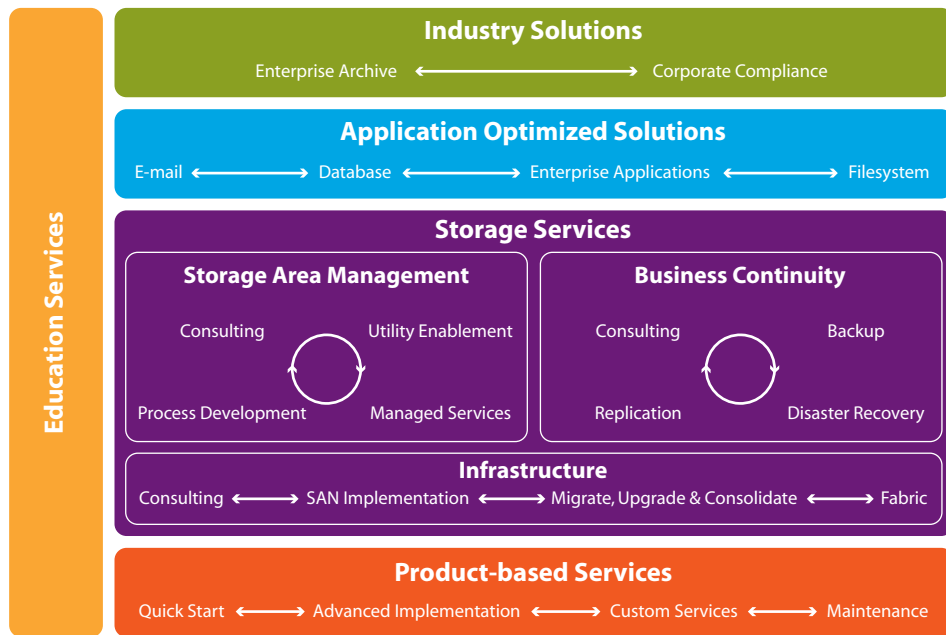 Education Services
Industry Solutions
Enterprise Archive Corporate Compliance
Application Optimized Solutions
E-mail Database Enterprise Applications Filesystem
Storage Services
Storage Area Management
Consulting Utility Enablement
Process Development Managed Services
Business Continuity
Consulting Backup
Replication Disaster Recovery
Infrastructure
Consulting SAN Implementation Migrate, Upgrade & Consolidate Fabric
Product-based Services
Quick Start Advanced Implementation Custom Services Maintenance